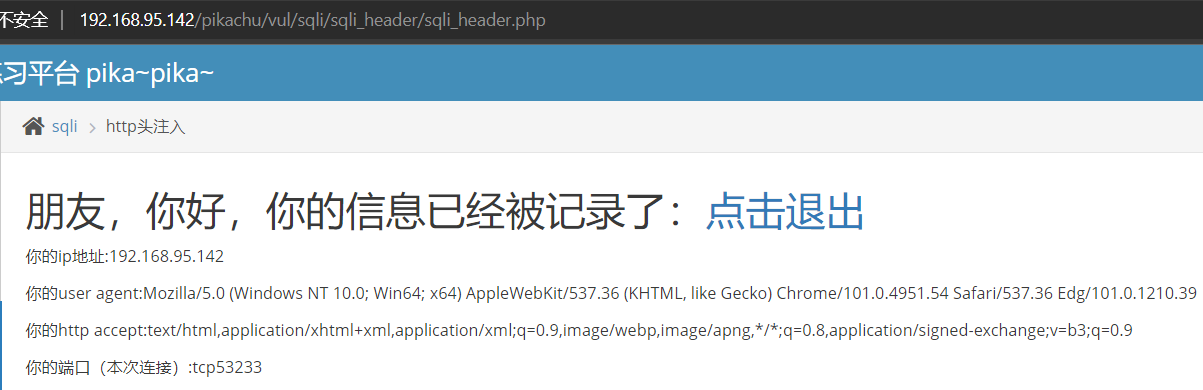 不安全 | 192.168.95.142/pikachu/vul/sqli/sqli_header/sqli_header.php
习平台 pika~pika~
sqli > http头注入
朋友，你好，你的信息已经被记录了：点击退出
你的ip地址:192.168.95.142
你的user agent:Mozilla/5.0 (Windows NT 10.0; Win64; x64) AppleWebKit/537.36 (KHTML, like Gecko) Chrome/101.0.4951.54 Safari/537.36 Edg/101.0.1210.39
你的http accept:text/html,application/xhtml+xml,application/xml;q=0.9,image/webp,image/apng,*/*;q=0.8,application/signed-exchange;v=b3;q=0.9
你的端口（本次连接）:tcp53233